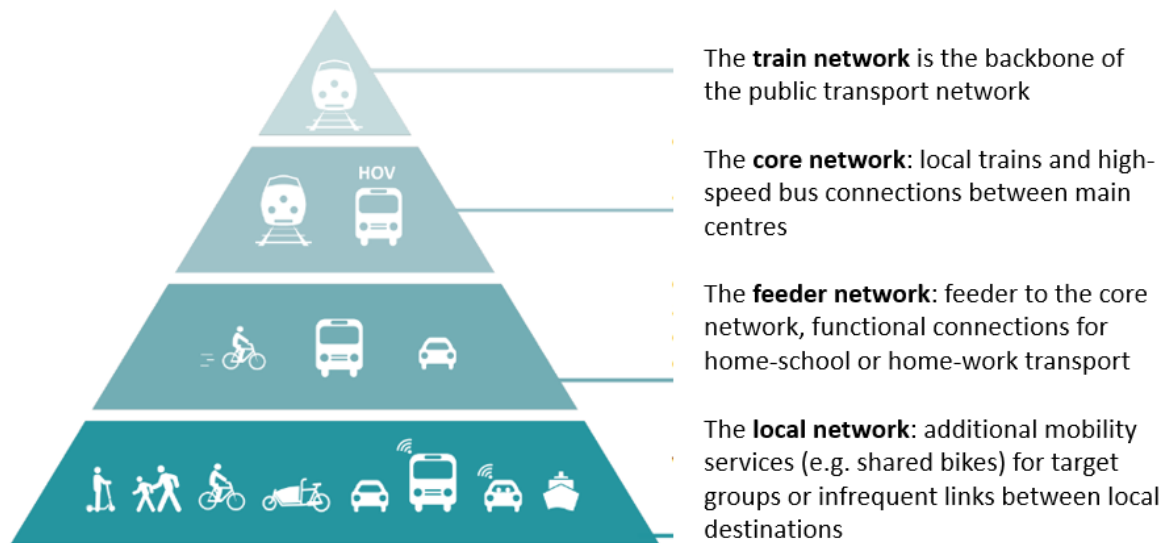 The train network is the backbone of
the public transport network
HOV
The core network: local trains and high-
speed bus connections between main
centres
The feeder network: feeder to the core
network, functional connections for
home-school or home-work transport
The local network: additional mobility
services (e.g. shared bikes) for target
groups or infrequent links between local
destinations